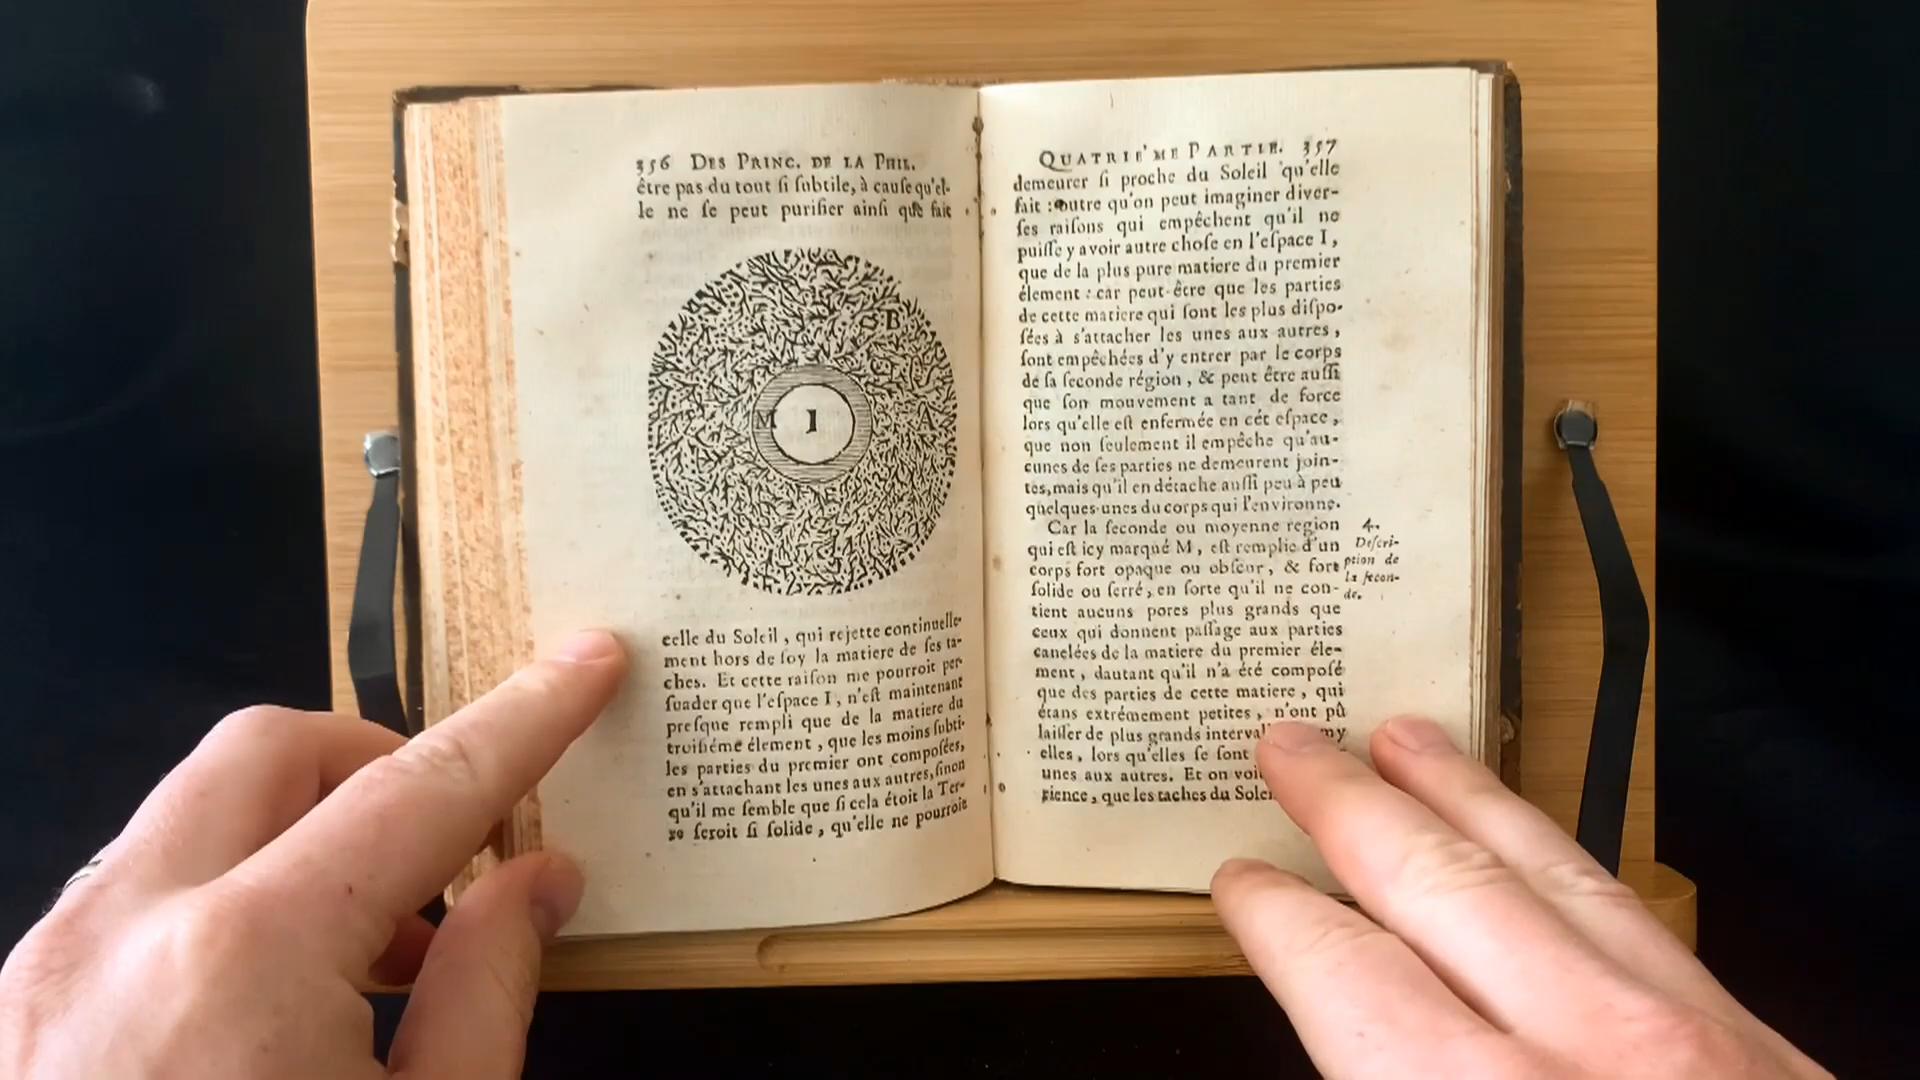 356 DES PRINC. DE LA PHIL.
être pas du tout ſi ſubtile, à cauſe qu'el-
le ne ſe peut purifier ainſi que fait
B
M I A
celle du Soleil, qui rejette continuelle-
ment hors de ſoy la matiere de ſes ta-
ches. Et cette raiſon me pourroit per-
ſuader que l'eſpace I, n'eſt maintenant
preſque rempli que de la matiere du
troiſiéme élement, que les moins ſubti-
les parties du premier ont compoſées,
en s'attachant les unes aux autres, ſinon
qu'il me ſemble que ſi cela étoit la Ter-
re ſeroit ſi ſolide, qu'elle ne pourroit
QUATRIE'ME PARTIE. 357
demeurer ſi proche du Soleil qu'elle
fait : outre qu'on peut imaginer diver-
ſes raiſons qui empêchent qu'il ne
puiſſe y avoir autre choſe en l'eſpace I,
que de la plus pure matiere du premier
élement : car peut-être que les parties
de cette matiere qui ſont les plus diſpo-
ſées à s'attacher les unes aux autres,
ſont empêchées d'y entrer par le corps
de ſa ſeconde région, & peut être auſſi
que ſon mouvement a tant de force
lors qu'elle eſt enfermée en cét eſpace,
que non ſeulement il empêche qu'au-
cunes de ſes parties ne demeurent join-
tes, mais qu'il en détache auſſi peu à peu
quelques-unes du corps qui l'environne.
Car la ſeconde ou moyenne region
qui eſt icy marqué M, eſt remplie d'un
corps fort opaque ou obſcur, & fort
ſolide ou ſerré, en ſorte qu'il ne con-
tient aucuns pores plus grands que
ceux qui donnent paſſage aux parties
canelées de la matiere du premier éle-
ment, dautant qu'il n'a été compoſé
que des parties de cette matiere, qui
étans extrémement petites, n'ont pû
laiſſer de plus grands my
elles, lors qu'elles ſe ſont
unes aux autres. Et on
rience, que les taches du
4.
Deſcri-
ption de
la ſecon-
de.